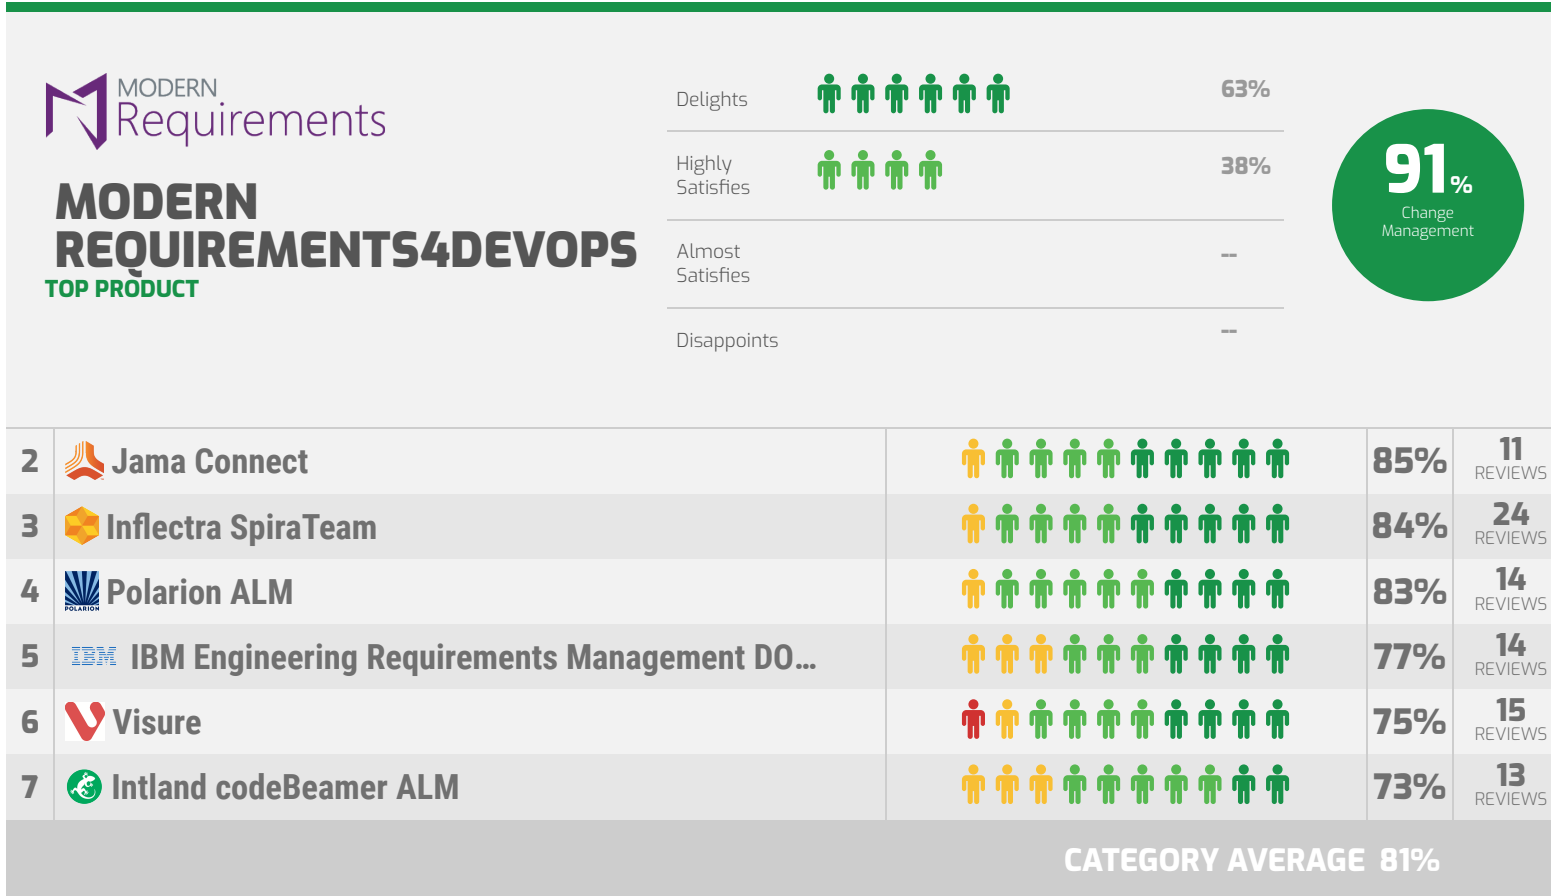 MODERN
Requirements
MODERN
REQUIREMENTS4DEVOPS
TOP PRODUCT
Delights 63%
Highly
Satisfies 38%
Almost
Satisfies --
Disappoints --
91%
Change
Management
2 Jama Connect 85% 11
REVIEWS
3 Inflectra SpiraTeam 84% 24
REVIEWS
4 POLARION Polarion ALM 83% 14
REVIEWS
5 IBM IBM Engineering Requirements Management DO... 77% 14
REVIEWS
6 Visure 75% 15
REVIEWS
7 Intland codeBeamer ALM 73% 13
REVIEWS
CATEGORY AVERAGE 81%